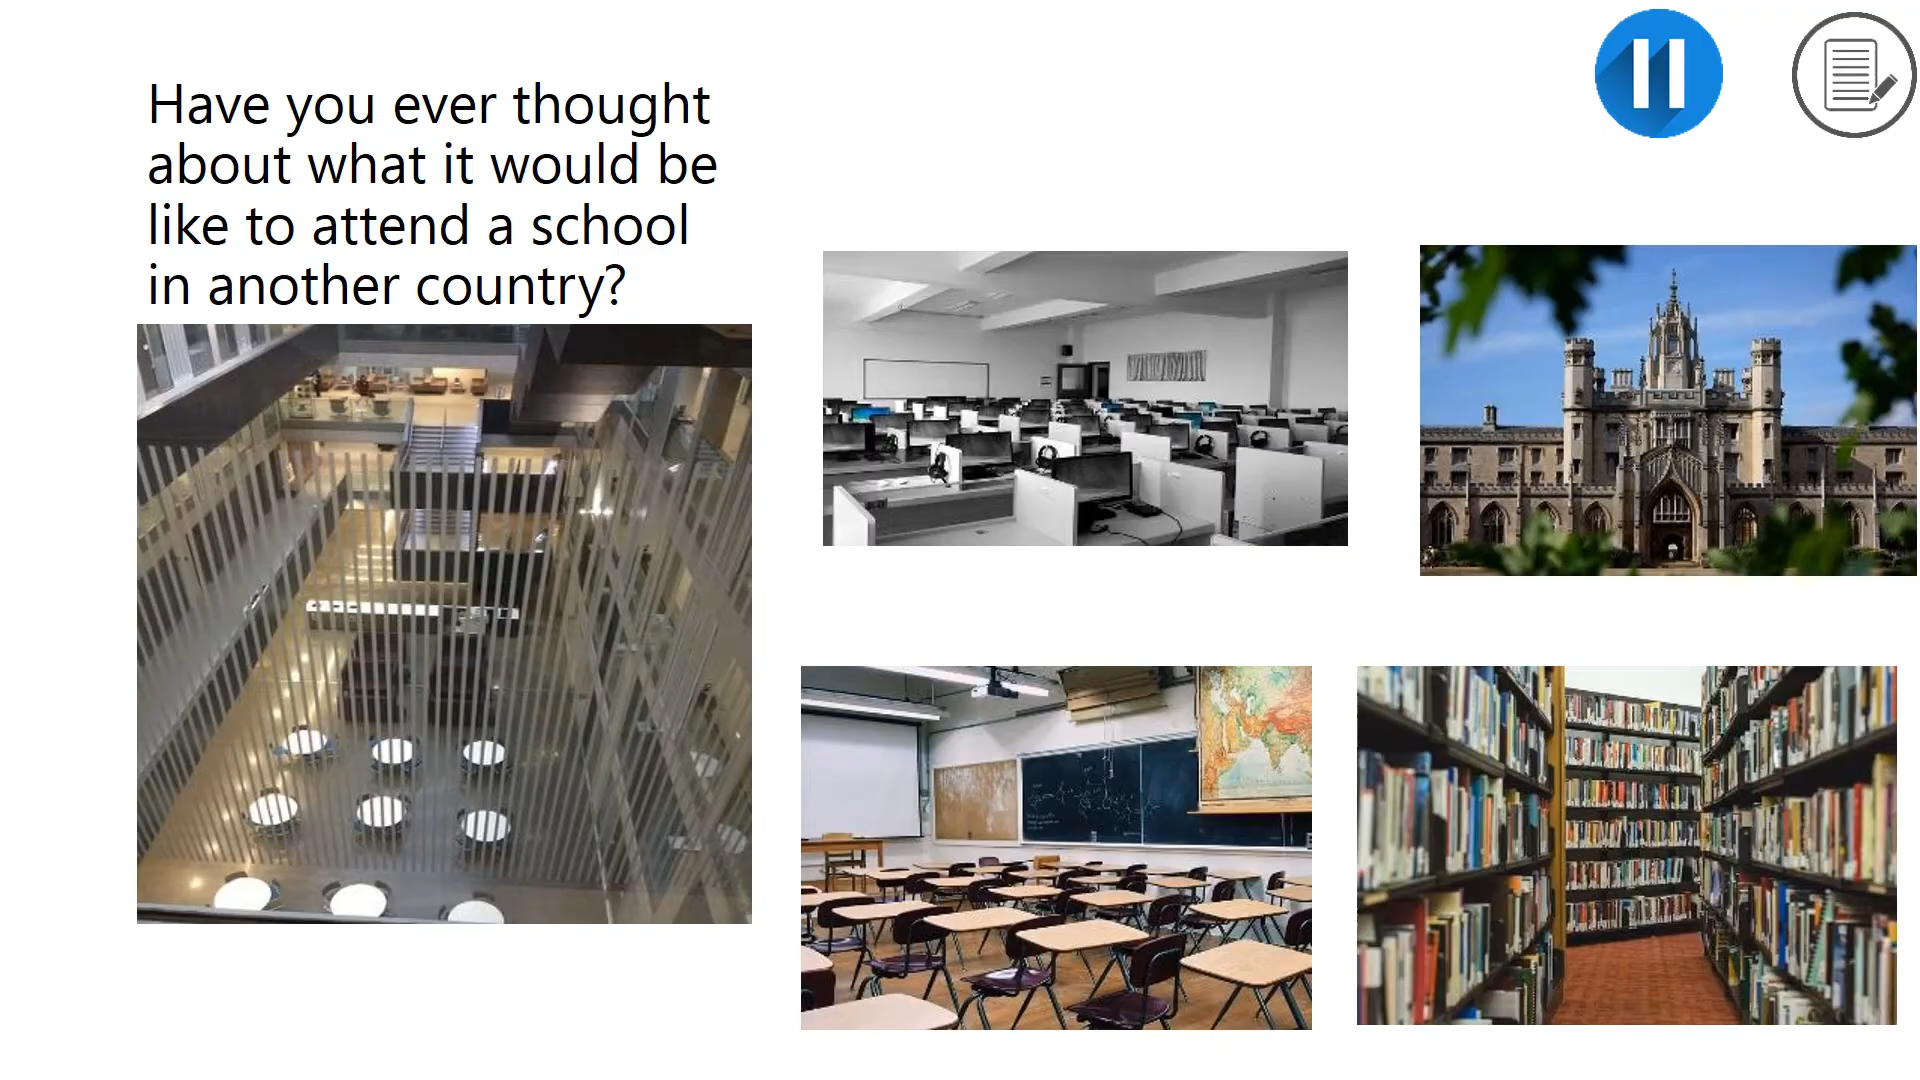 Have you ever thought
about what it would be
like to attend a school
in another country?